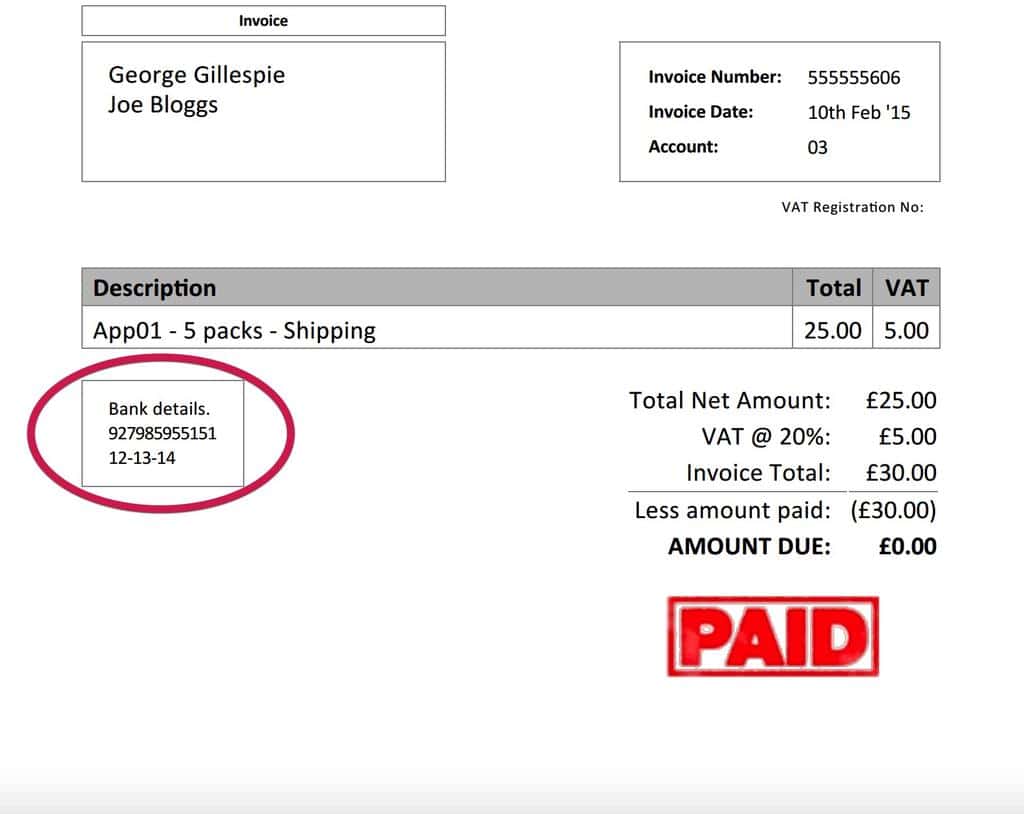 Invoice
George Gillespie
Joe Bloggs
Invoice Number: 555555606
Invoice Date: 10th Feb '15
Account: 03
VAT Registration No:
Description Total VAT
App01 - 5 packs - Shipping 25.00 5.00
Bank details.
927985955151
12-13-14
Total Net Amount: £25.00
VAT @ 20%: £5.00
Invoice Total: £30.00
Less amount paid: (£30.00)
AMOUNT DUE: £0.00
PAID